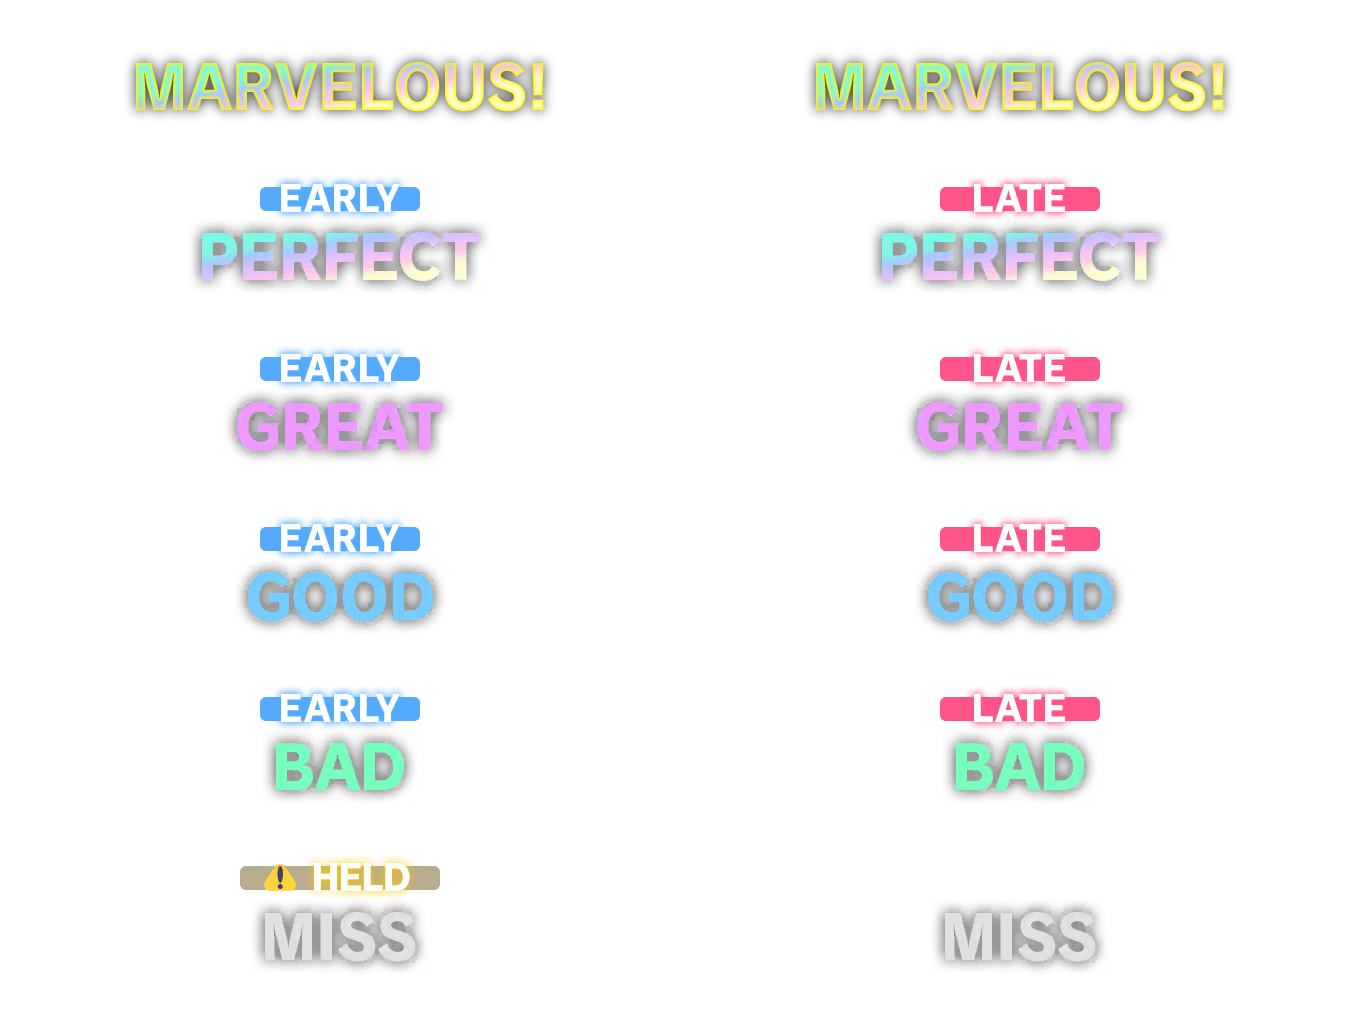 MARVELOUS! MARVELOUS!
EARLY LATE
PERFECT PERFECT
EARLY LATE
GREAT GREAT
EARLY LATE
GOOD GOOD
EARLY LATE
BAD BAD
⚠ HELD
MISS MISS